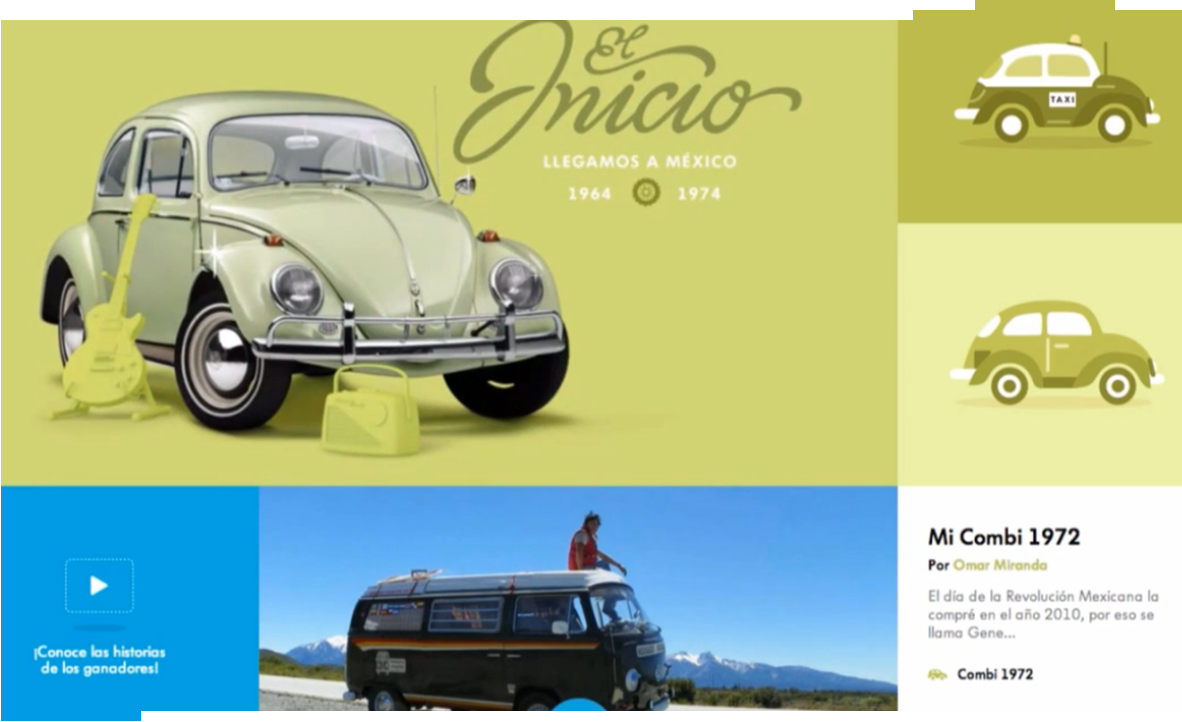 El
Inicio
LLEGAMOS A MÉXICO
1964 1974
TAXI
¡Conoce las historias
de los ganadores!
Mi Combi 1972
Por Omar Miranda
El día de la Revolución Mexicana la
compré en el año 2010, por eso se
llama Gene...
Combi 1972